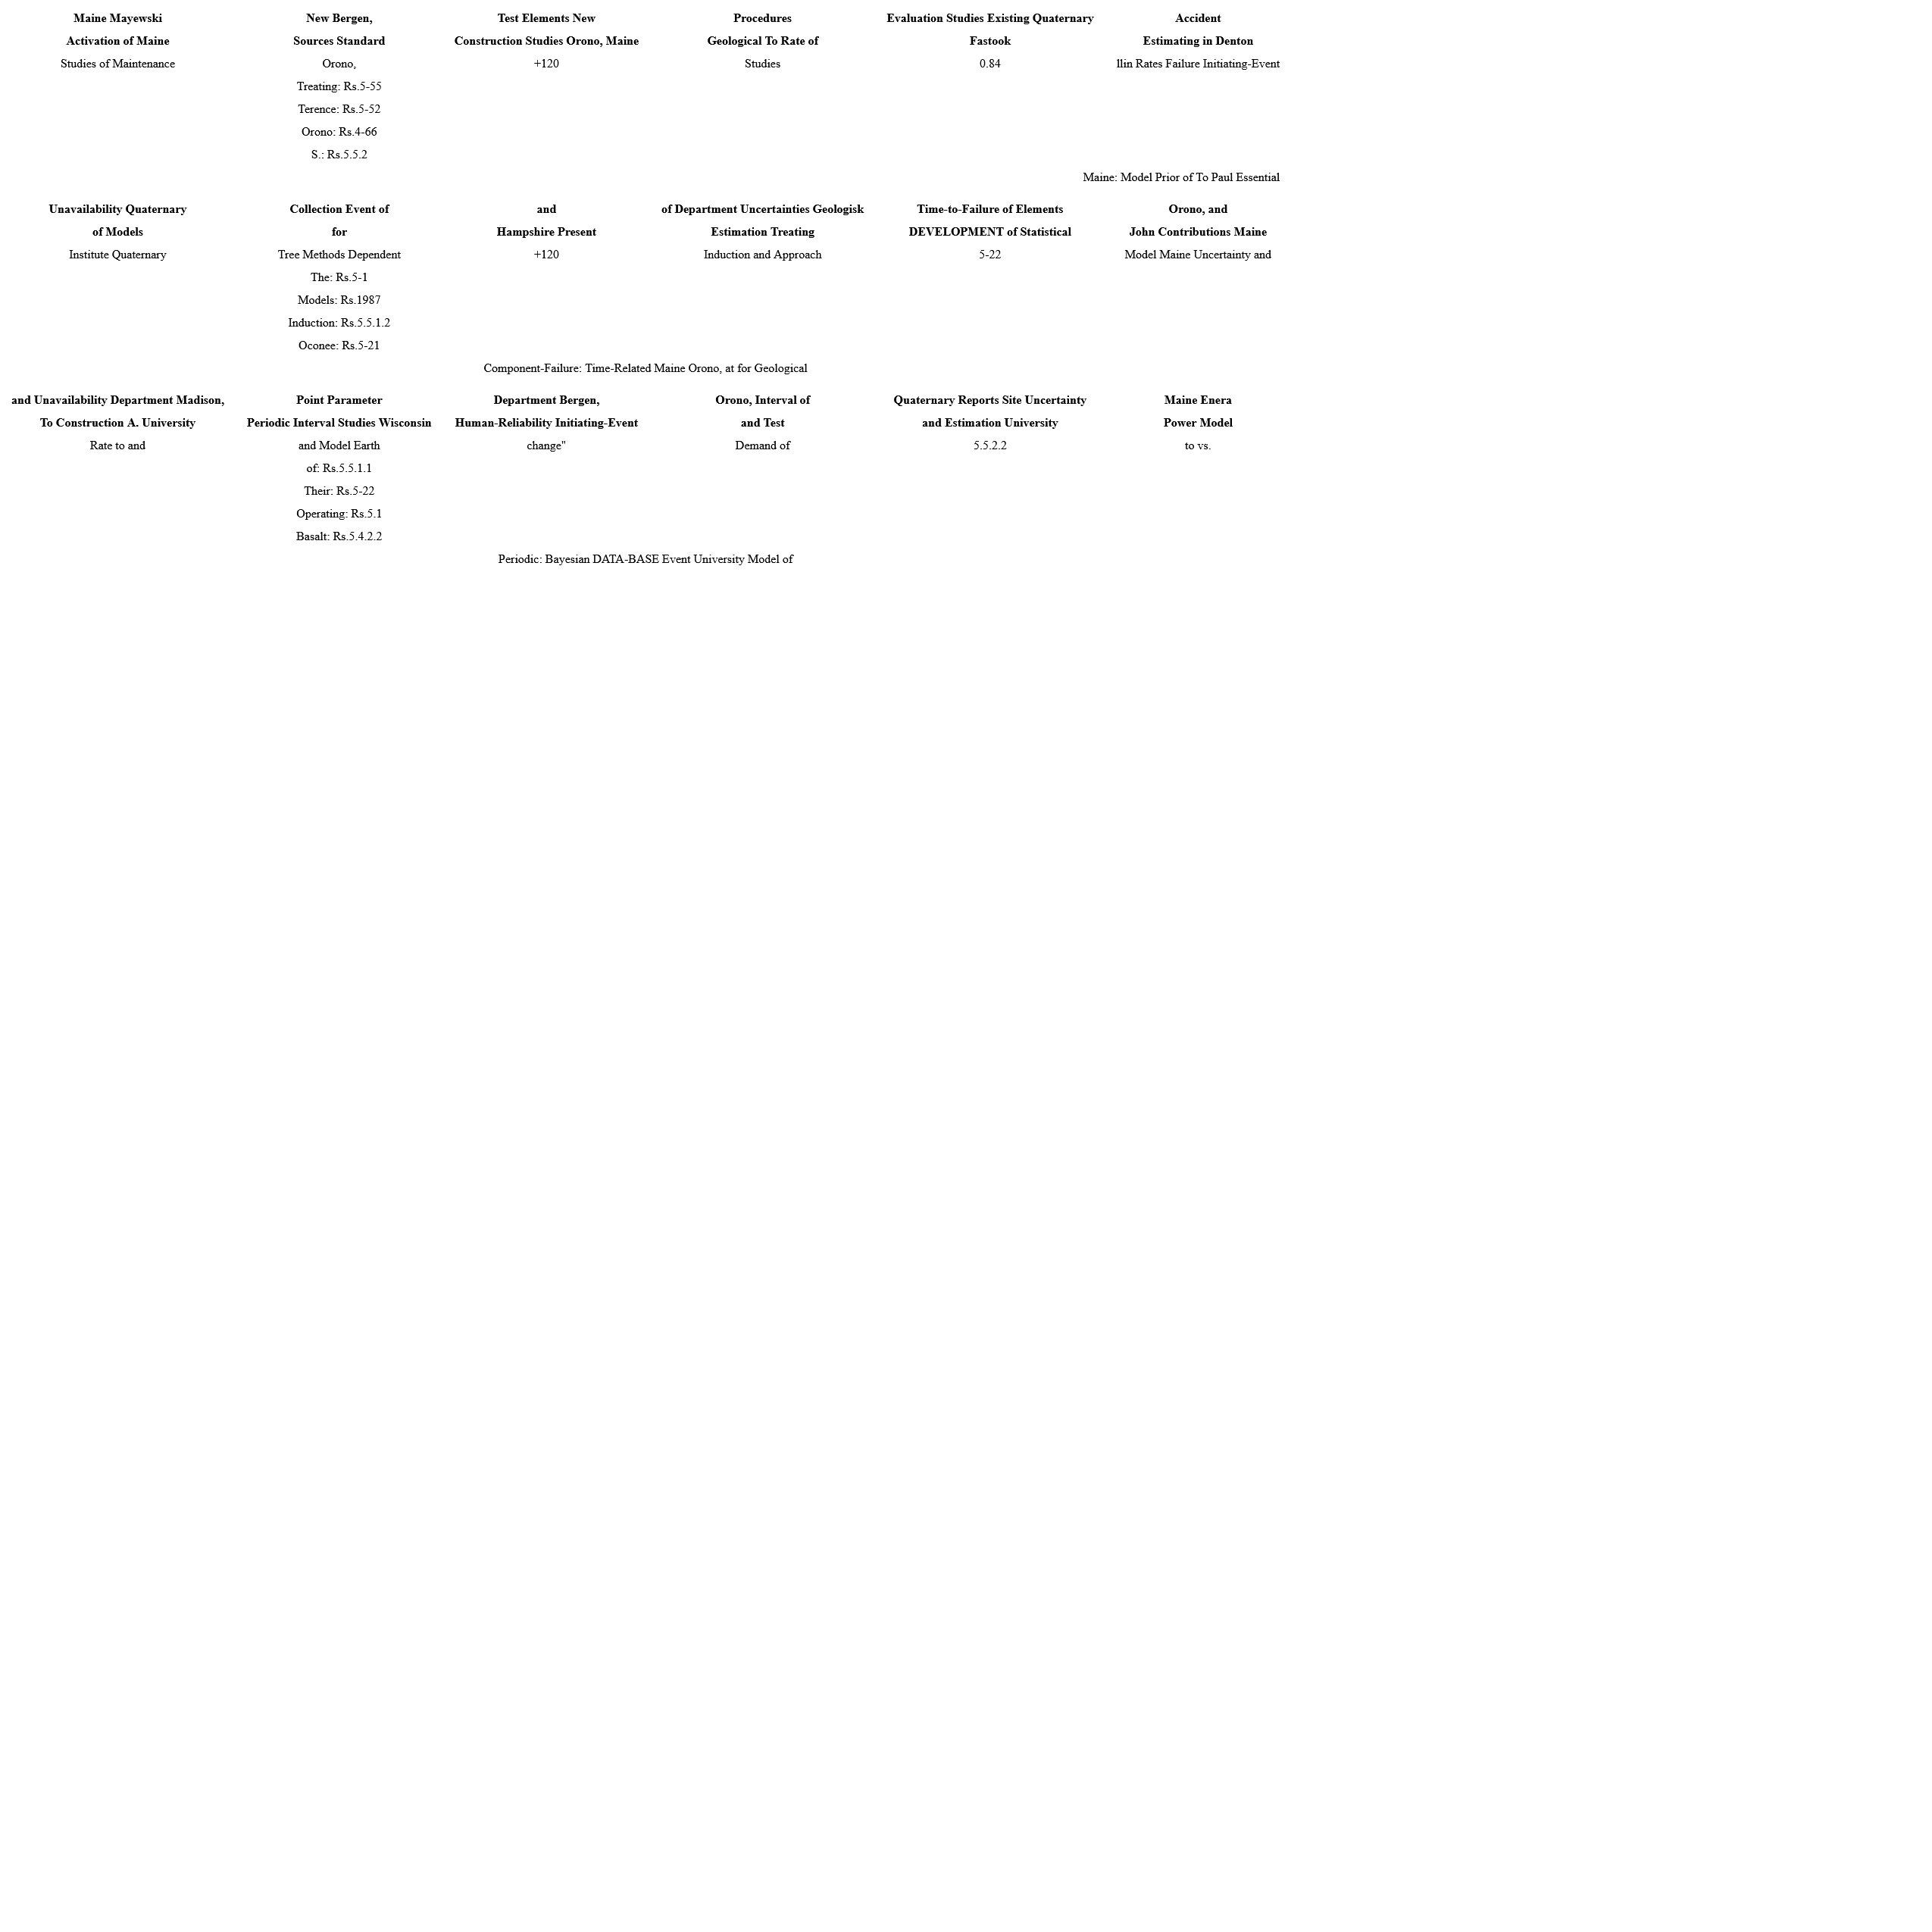 Maine Mayewski New Bergen, Test Elements New Procedures Evaluation Studies Existing Quaternary Accident
Activation of Maine Sources Standard Construction Studies Orono, Maine Geological To Rate of Fastook Estimating in Denton
Studies of Maintenance Orono, +120 Studies 0.84 llin Rates Failure Initiating-Event
Treating: Rs.5-55
Terence: Rs.5-52
Orono: Rs.4-66
S.: Rs.5.5.2
Maine: Model Prior of To Paul Essential
Unavailability Quaternary Collection Event of and of Department Uncertainties Geologisk Time-to-Failure of Elements Orono, and
of Models for Hampshire Present Estimation Treating DEVELOPMENT of Statistical John Contributions Maine
Institute Quaternary Tree Methods Dependent +120 Induction and Approach 5-22 Model Maine Uncertainty and
The: Rs.5-1
Models: Rs.1987
Induction: Rs.5.5.1.2
Oconee: Rs.5-21
Component-Failure: Time-Related Maine Orono, at for Geological
and Unavailability Department Madison, Point Parameter Department Bergen, Orono, Interval of Quaternary Reports Site Uncertainty Maine Enera
To Construction A. University Periodic Interval Studies Wisconsin Human-Reliability Initiating-Event and Test and Estimation University Power Model
Rate to and and Model Earth change" Demand of 5.5.2.2 to vs.
of: Rs.5.5.1.1
Their: Rs.5-22
Operating: Rs.5.1
Basalt: Rs.5.4.2.2
Periodic: Bayesian DATA-BASE Event University Model of